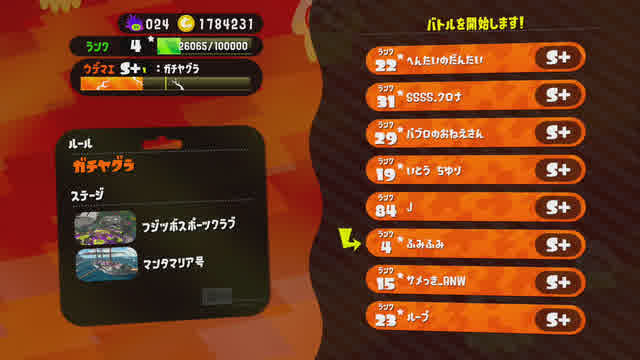 024 1784231
ランク 4★ 26065/100000
ウデマエ S+1 : ガチヤグラ
ルール
ガチヤグラ
ステージ
フジツボスポーツクラブ
マンタマリア号
バトルを開始します!
ランク 22★ へんたいのだんたい S+
ランク 31★ SSSS.クロナ S+
ランク 29★ パブロのおねえさん S+
ランク 19★ いとう ちゆり S+
ランク 84 J S+
ランク 4★ ふみふみ S+
ランク 15★ サメっき_ANW S+
ランク 23★ ループ S+